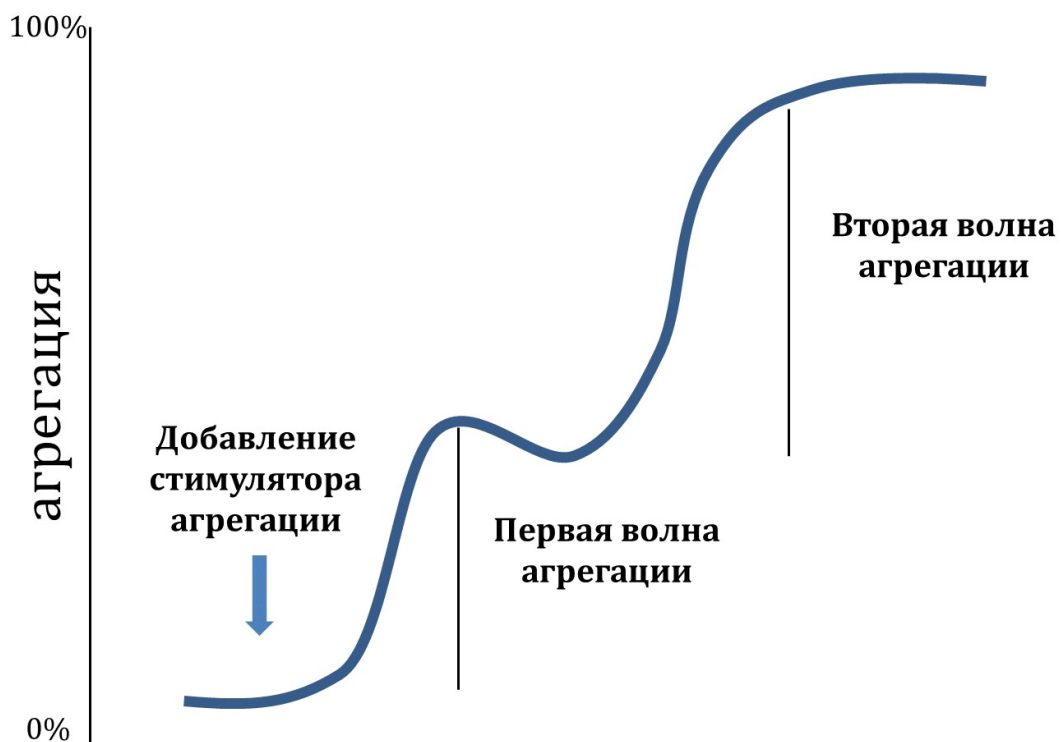 100%
Вторая волна
агрегации
агрегация
Добавление
стимулятора
агрегации
Первая волна
агрегации
0%